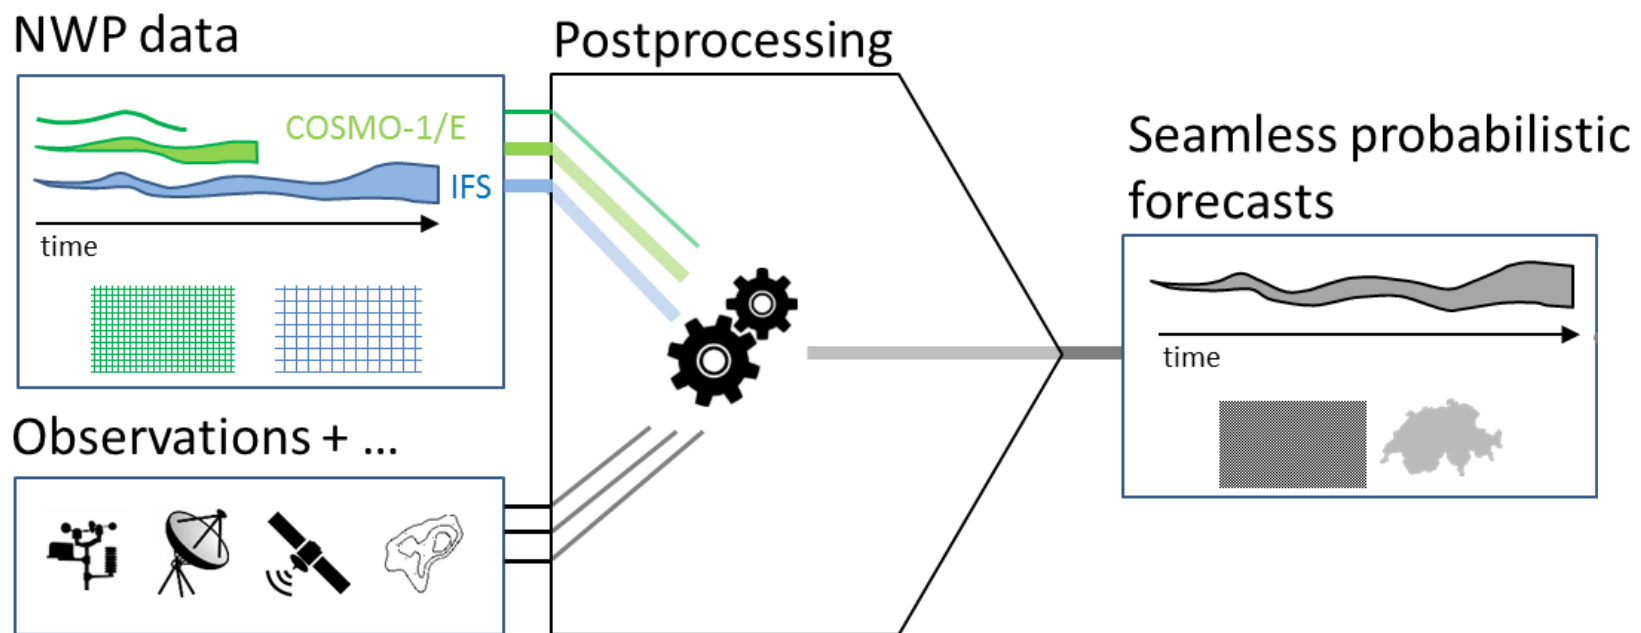 NWP data
COSMO-1/E
IFS
time
Observations + ...
Postprocessing
Seamless probabilistic
forecasts
time